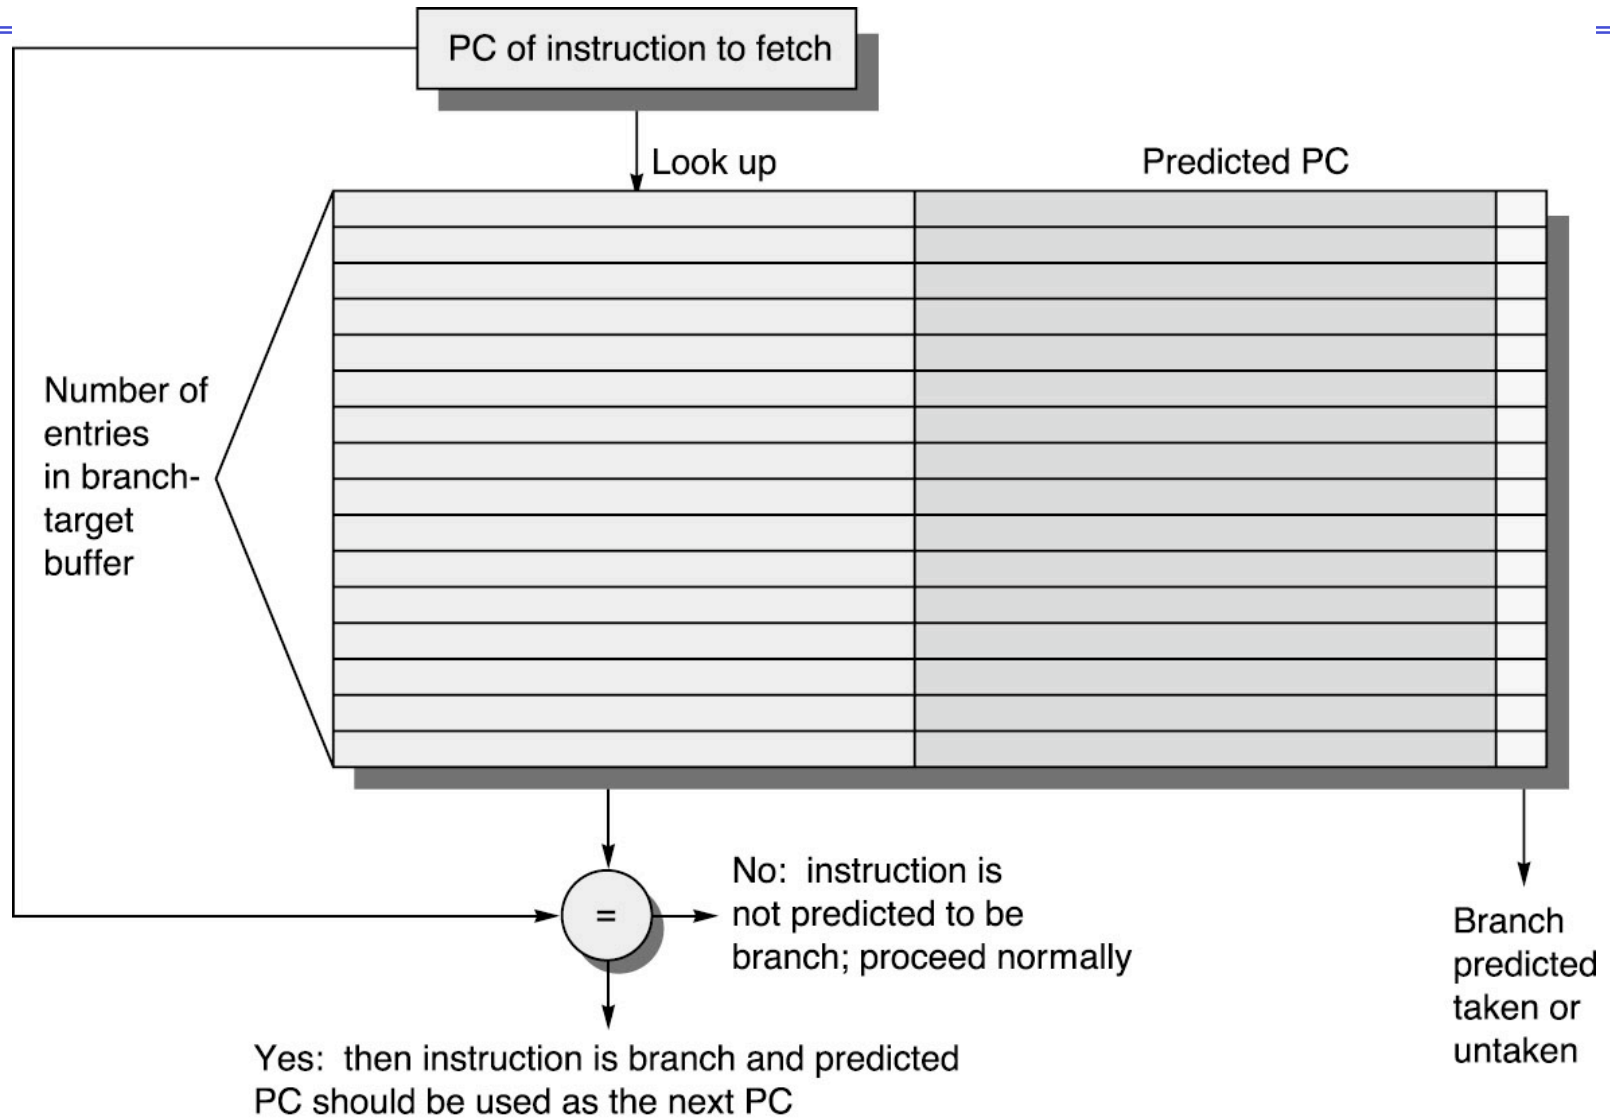 PC of instruction to fetch
Look up
Predicted PC
Number of
entries
in branch-
target
buffer
=
No: instruction is
not predicted to be
branch; proceed normally
Branch
predicted
taken or
untaken
Yes: then instruction is branch and predicted
PC should be used as the next PC